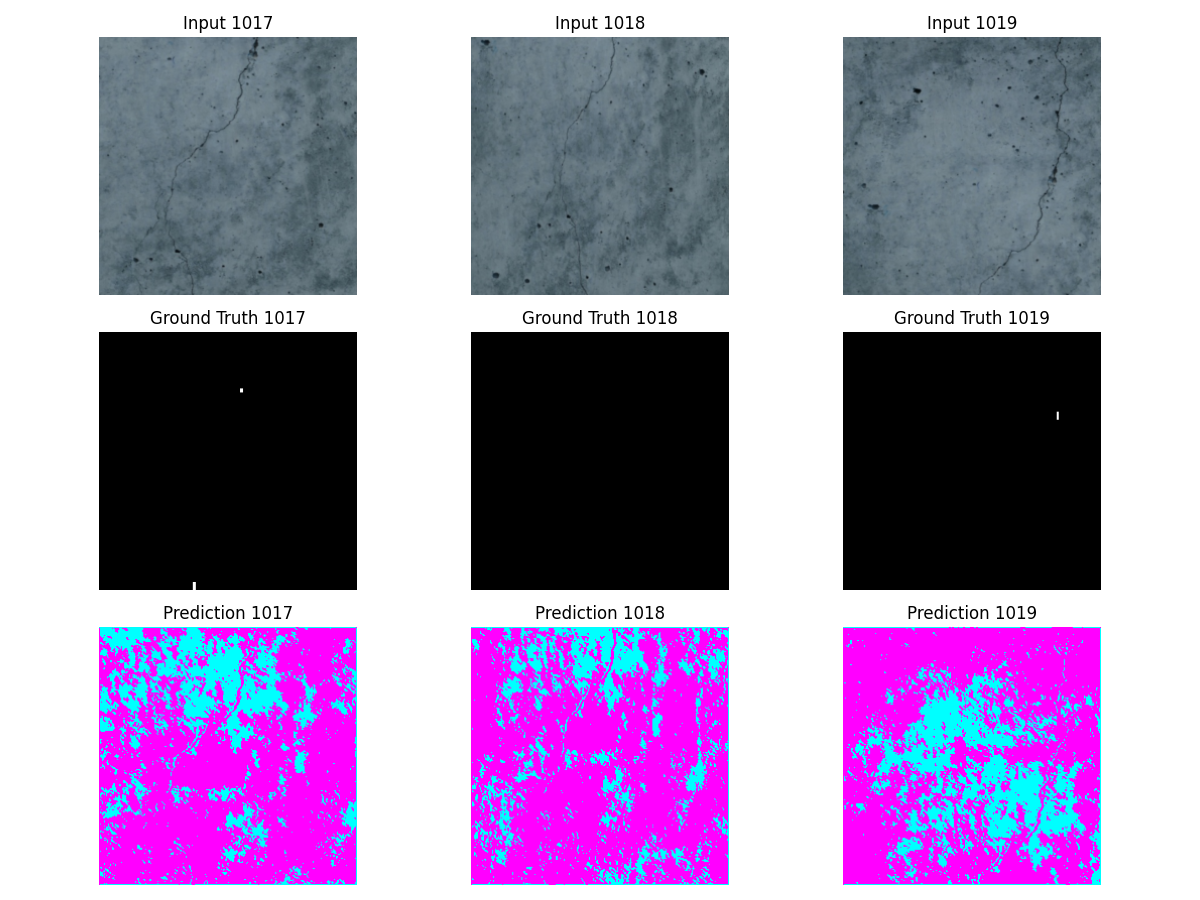 Input 1017
Input 1018
Input 1019
Ground Truth 1017
Ground Truth 1018
Ground Truth 1019
Prediction 1017
Prediction 1018
Prediction 1019